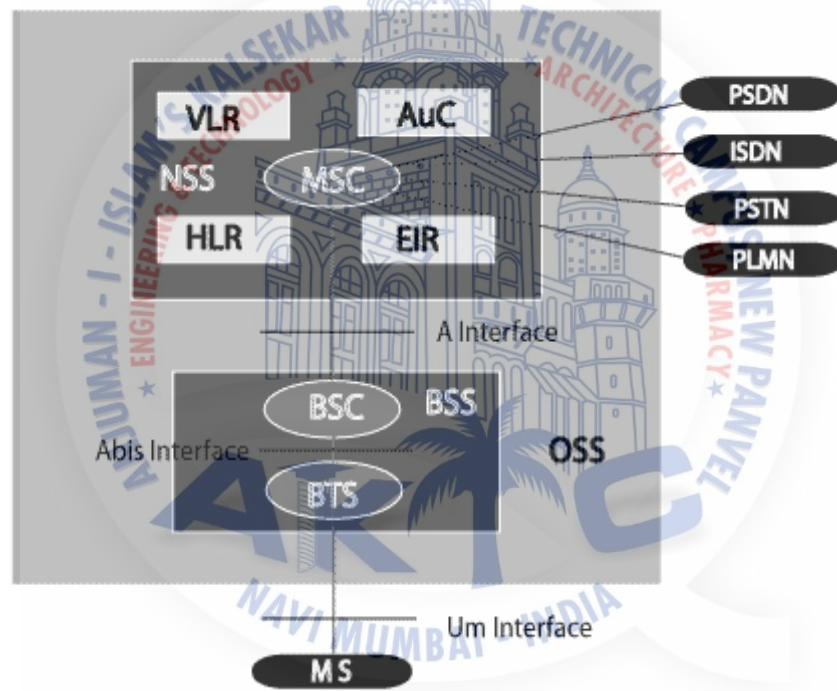 ANJUMAN - I - ISLAM'S KALSEKAR TECHNICAL CAMPUS NEW PANVEL
ENGINEERING TECHNOLOGY ARCHITECTURE PHARMACY
VLR
AuC
NSS
MSC
HLR
EIR
PSDN
ISDN
PSTN
PLMN
A Interface
BSC
BSS
Abis Interface
OSS
BTS
AKTC
NAVI MUMBAI - INDIA
Um Interface
MS